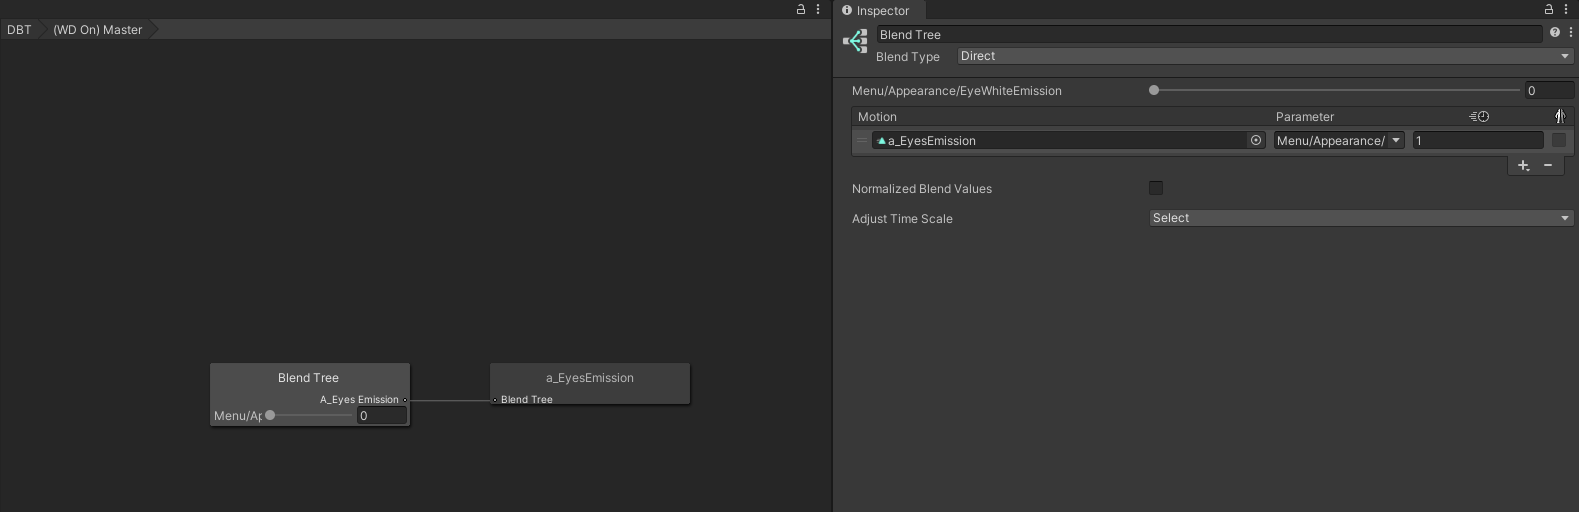 DBT
(WD On) Master
Blend Tree
A_Eyes Emission
Menu/Ap
0
a_EyesEmission
Blend Tree
Inspector
Blend Tree
Blend Type
Direct
Menu/Appearance/EyeWhiteEmission
0
Motion
Parameter
a_EyesEmission
Menu/Appearance/
1
Normalized Blend Values
Adjust Time Scale
Select